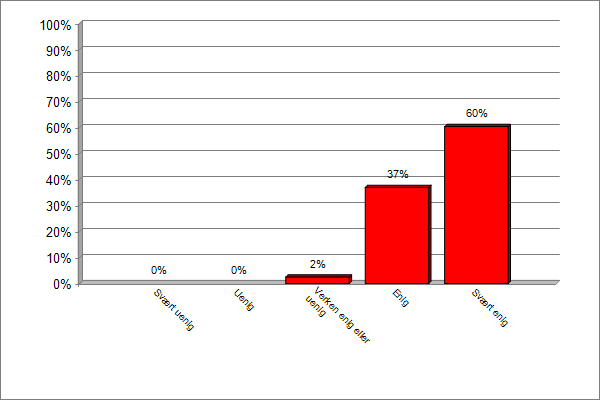 100%
90%
80%
70%
60%
50%
40%
30%
20%
10%
0%
0%
0%
2%
37%
60%
Svært uenig
Uenig
Verken enig eller
uenig
Enig
Svært enig